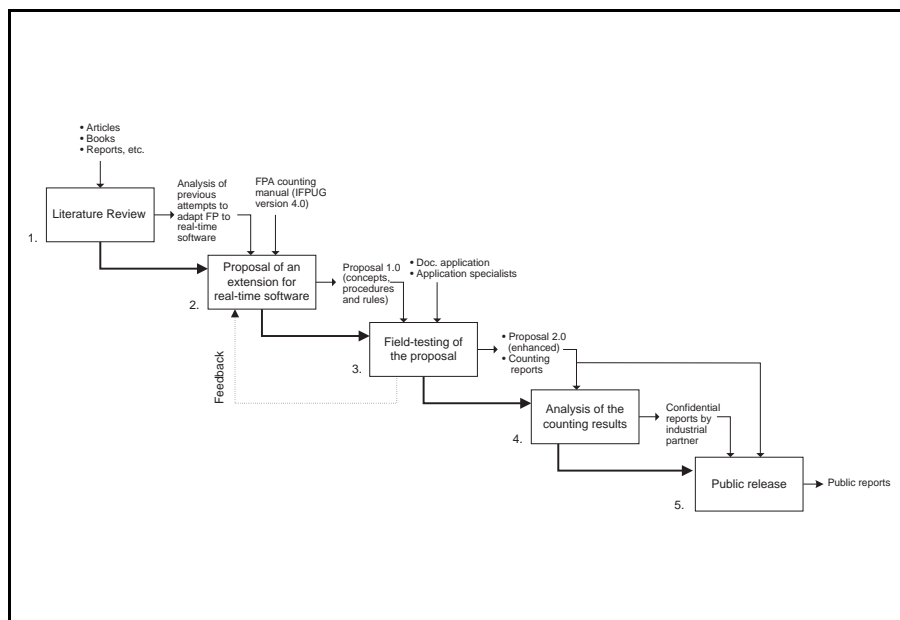 • Articles
• Books
• Reports, etc.
Literature Review
1.
Analysis of
previous
attempts to
adapt FP to
real-time
software
FPA counting
manual (IFPUG
version 4.0)
Proposal of an
extension for
real-time software
2.
Proposal 1.0
(concepts,
procedures
and rules)
• Doc. application
• Application specialists
Field-testing of
the proposal
3.
Feedback
• Proposal 2.0
(enhanced)
• Counting
reports
Analysis of the
counting results
4.
Confidential
reports by
industrial
partner
Public release
5.
Public reports